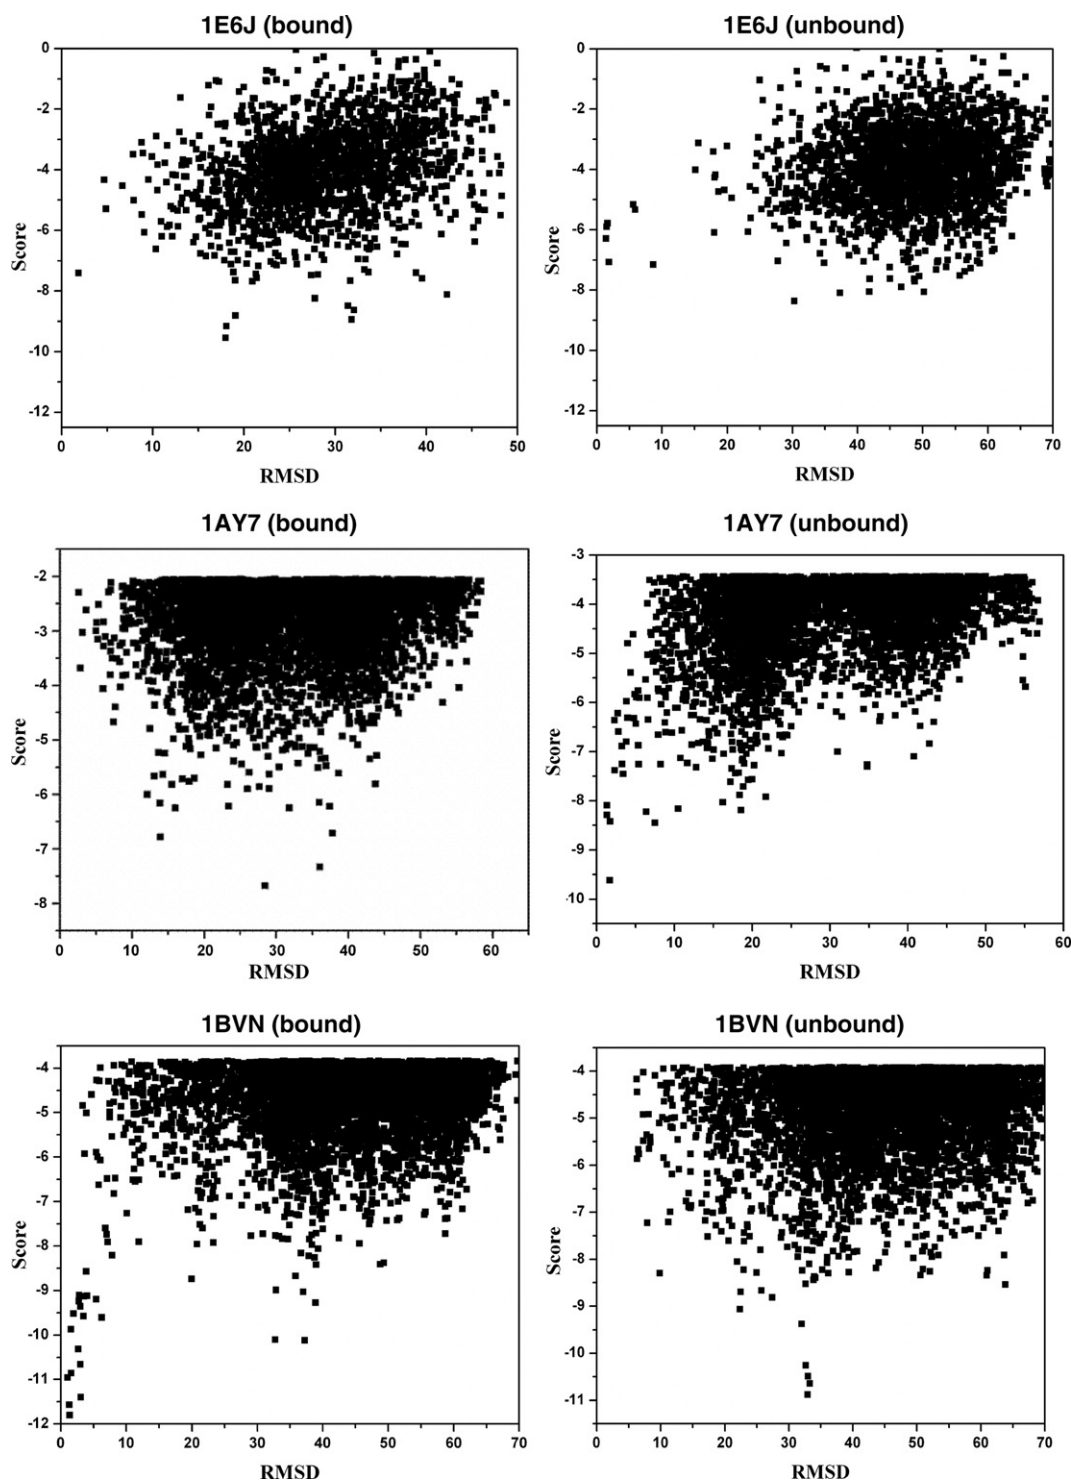 1E6J (bound)
0
-2
-4
-6
-8
-10
-12
Score
0 10 20 30 40 50
RMSD
1E6J (unbound)
0
-2
-4
-6
-8
-10
-12
Score
0 10 20 30 40 50 60 70
RMSD
1AY7 (bound)
-2
-3
-4
-5
-6
-7
-8
Score
0 10 20 30 40 50 60
RMSD
1AY7 (unbound)
-3
-4
-5
-6
-7
-8
-9
-10
Score
0 10 20 30 40 50 60
RMSD
1BVN (bound)
-4
-5
-6
-7
-8
-9
-10
-11
-12
Score
0 10 20 30 40 50 60 70
RMSD
1BVN (unbound)
-4
-5
-6
-7
-8
-9
-10
-11
Score
0 10 20 30 40 50 60 70
RMSD